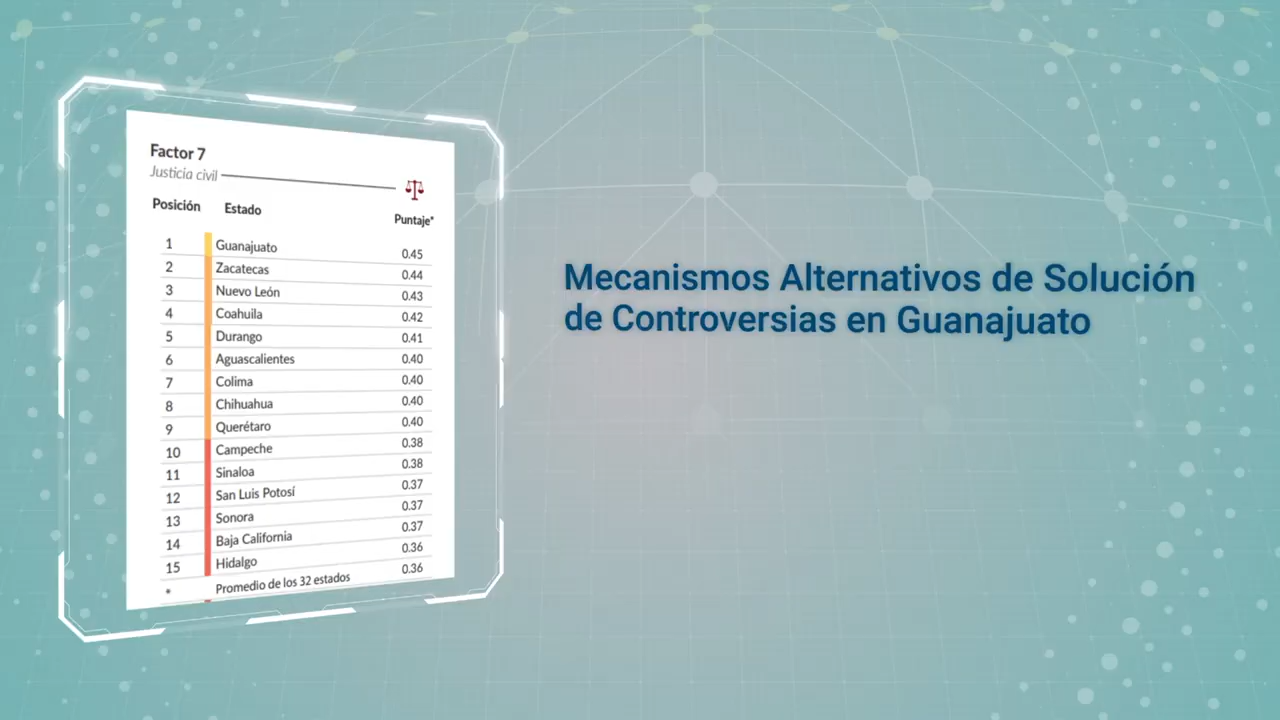 Factor 7
Justicia civil
Posición Estado Puntaje*
1 Guanajuato 0.45
2 Zacatecas 0.44
3 Nuevo León 0.43
4 Coahuila 0.42
5 Durango 0.41
6 Aguascalientes 0.40
7 Colima 0.40
8 Chihuahua 0.40
9 Querétaro 0.40
10 Campeche 0.38
11 Sinaloa 0.38
12 San Luis Potosí 0.37
13 Sonora 0.37
14 Baja California 0.37
15 Hidalgo 0.36
* Promedio de los 32 estados 0.36
Mecanismos Alternativos de Solución
de Controversias en Guanajuato